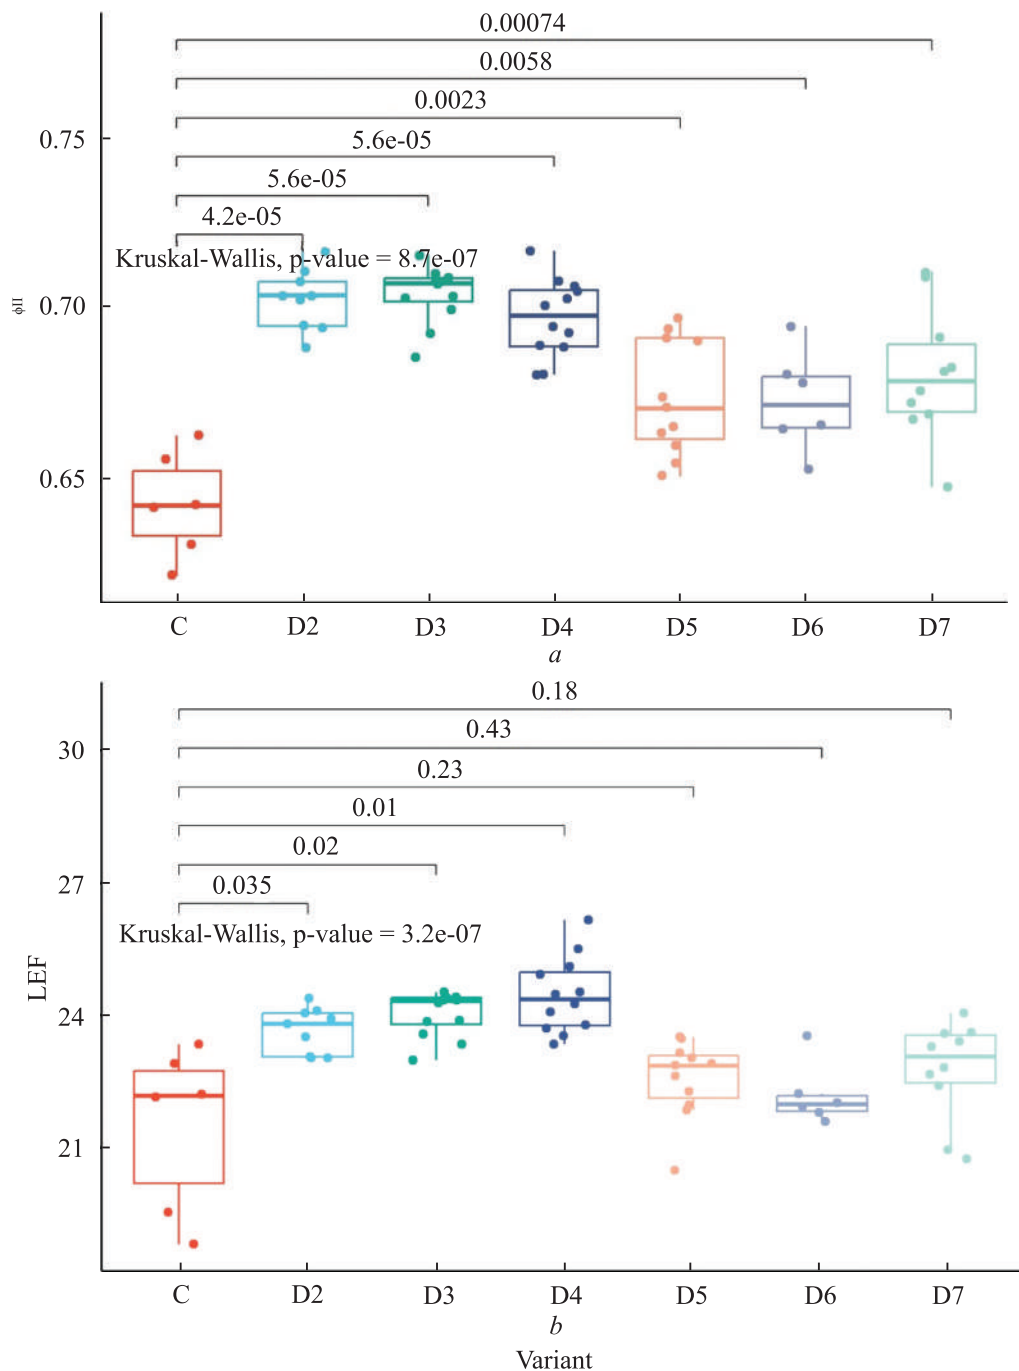 0.00074
0.0058
0.0023
0.75
5.6e-05
5.6e-05
4.2e-05
Kruskal-Wallis, p-value = 8.7e-07
0.70
ϕII
0.65
C D2 D3 D4 D5 D6 D7
a
0.18
0.43
30
0.23
0.01
0.02
27
0.035
Kruskal-Wallis, p-value = 3.2e-07
LEF
24
21
C D2 D3 D4 D5 D6 D7
b
Variant